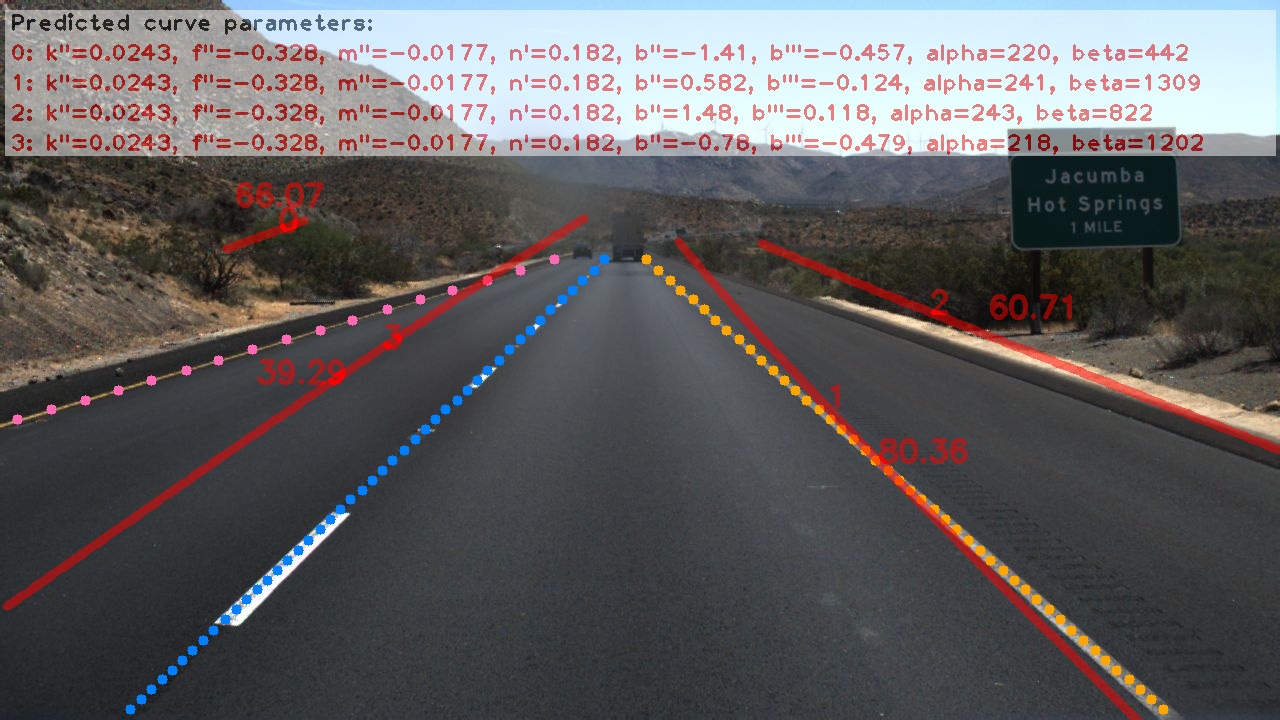 Predicted curve parameters:
0: k''=0.0243, f''=-0.328, m''=-0.0177, n'=0.182, b''=-1.41, b'''=-0.457, alpha=220, beta=442
1: k''=0.0243, f''=-0.328, m''=-0.0177, n'=0.182, b''=0.582, b'''=-0.124, alpha=241, beta=1309
2: k''=0.0243, f''=-0.328, m''=-0.0177, n'=0.182, b''=1.48, b'''=0.118, alpha=243, beta=822
3: k''=0.0243, f''=-0.328, m''=-0.0177, n'=0.182, b''=-0.78, b'''=-0.479, alpha=218, beta=1202
Jacumba
Hot Springs
1 MILE
66.07
0
2
60.71
3
39.29
1
80.36